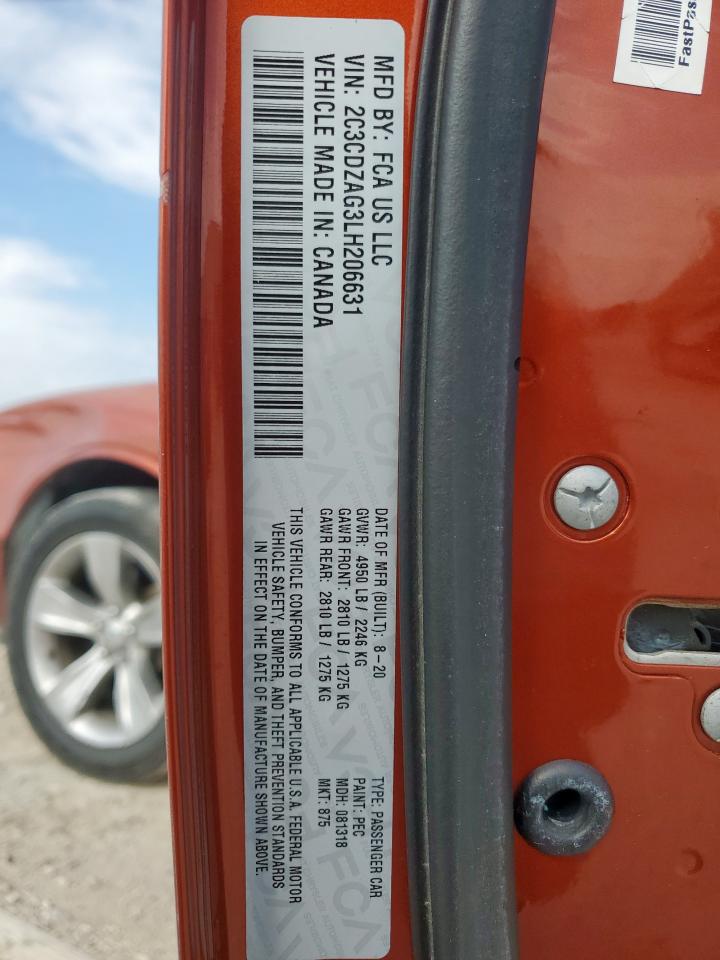 MFD BY: FCA US LLC
VIN: 2C3CDZAG3LH206631
VEHICLE MADE IN: CANADA
DATE OF MFR (BUILT): 8-20
GVWR: 4950 LB / 2246 KG
GAWR FRONT: 2810 LB / 1275 KG
GAWR REAR: 2810 LB / 1275 KG
TYPE: PASSENGER CAR
PAINT: PEC
MDH: 081318
MKT: 875
THIS VEHICLE CONFORMS TO ALL APPLICABLE U.S.A. FEDERAL MOTOR
VEHICLE SAFETY, BUMPER, AND THEFT PREVENTION STANDARDS
IN EFFECT ON THE DATE OF MANUFACTURE SHOWN ABOVE.
FastPas